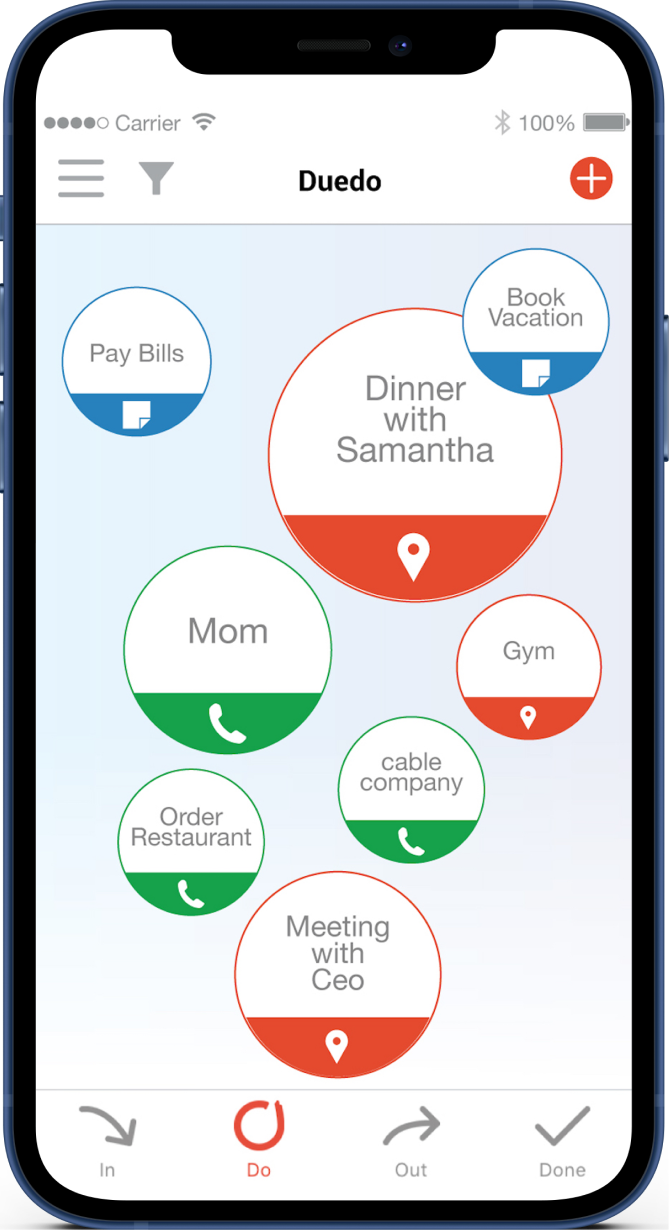 Carrier
100%
Duedo
Book
Vacation
Pay Bills
Dinner
with
Samantha
Mom
Gym
cable
company
Order
Restaurant
Meeting
with
Ceo
In
Do
Out
Done